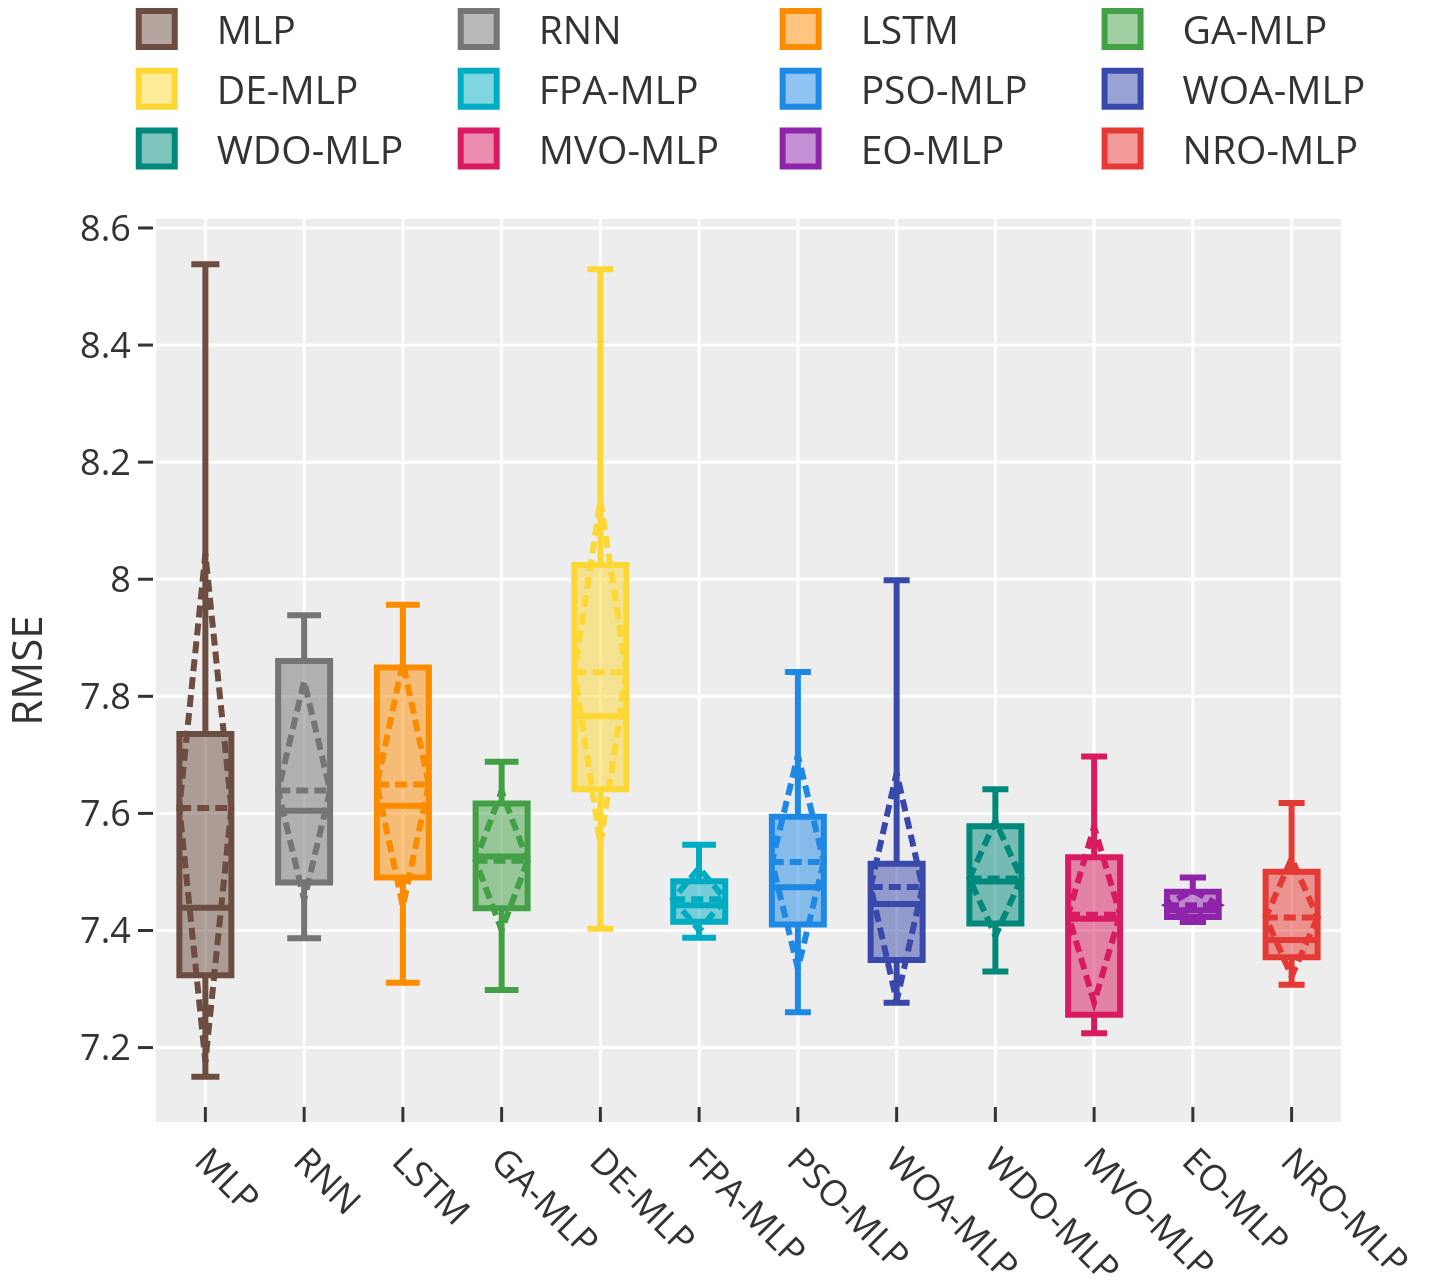 MLP RNN LSTM GA-MLP
DE-MLP FPA-MLP PSO-MLP WOA-MLP
WDO-MLP MVO-MLP EO-MLP NRO-MLP
8.6
8.4
8.2
8
7.8
7.6
7.4
7.2
RMSE
MLP RNN LSTM GA-MLP DE-MLP FPA-MLP PSO-MLP WOA-MLP WDO-MLP MVO-MLP EO-MLP NRO-MLP